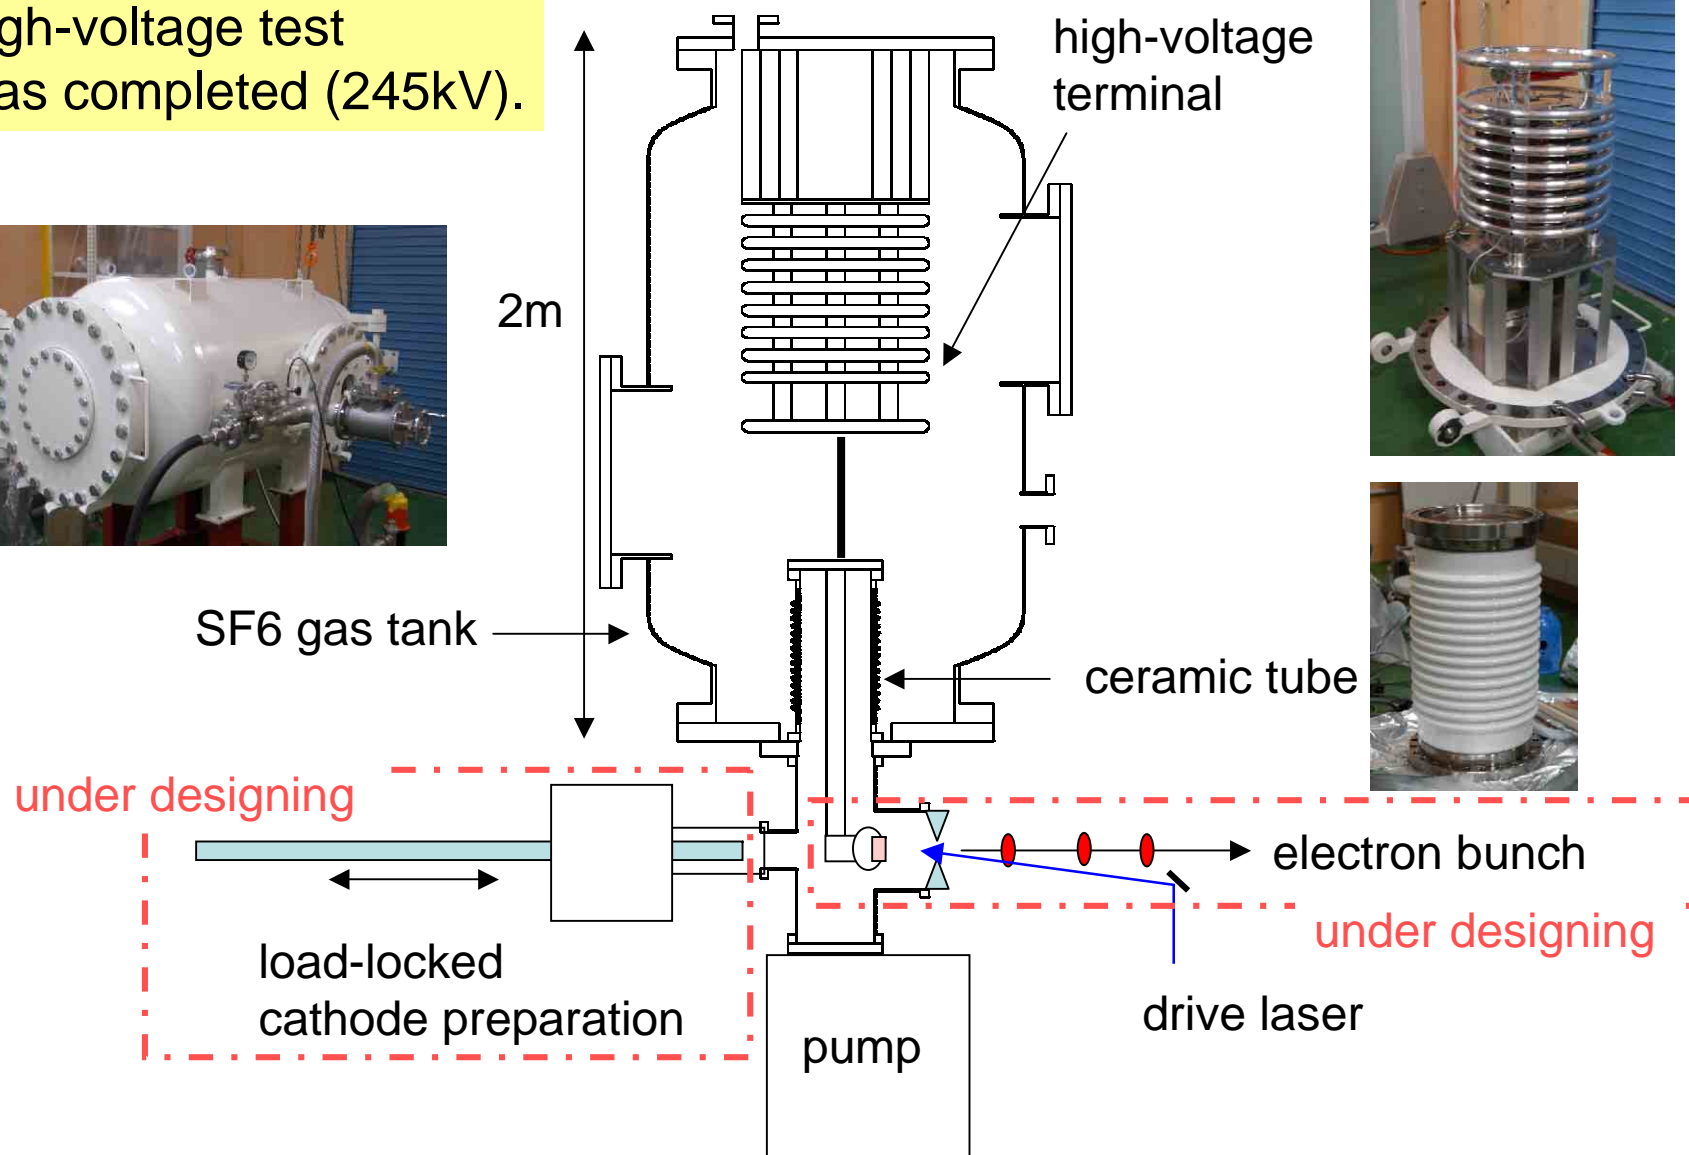 gh-voltage test
as completed (245kV).
high-voltage
terminal
2m
SF6 gas tank
ceramic tube
under designing
electron bunch
under designing
load-locked
cathode preparation
drive laser
pump